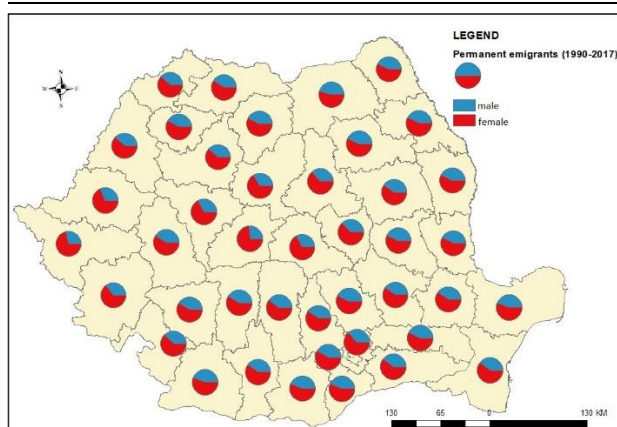 LEGEND
Permanent emigrants (1990-2017)
male
female
N
W E
S
130 65 0 130 KM